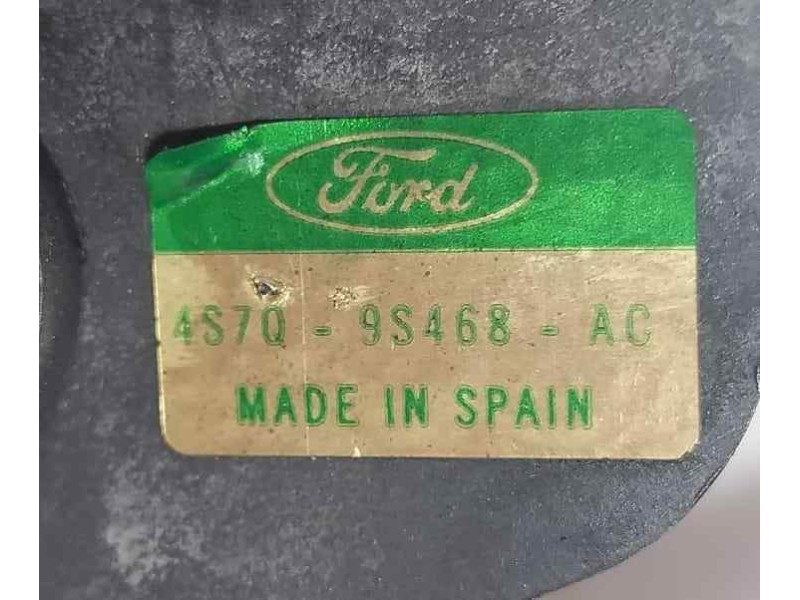 Ford
4S7Q - 9S468 - AC
MADE IN SPAIN